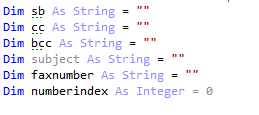 Dim sb As String = ""
Dim cc As String = ""
Dim bcc As String = ""
Dim subject As String = ""
Dim faxnumber As String = ""
Dim numberindex As Integer = 0